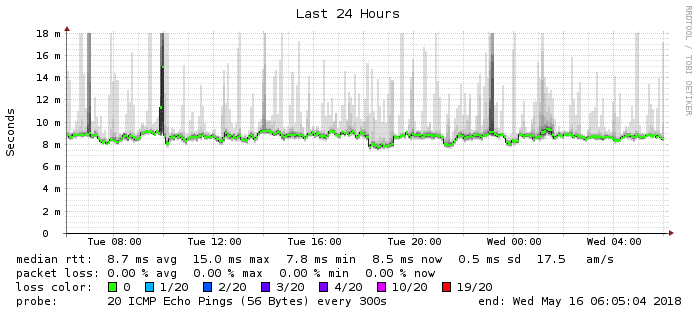 Last 24 Hours
RRDTOOL / TOBI OETIKER
Seconds
18 m
16 m
14 m
12 m
10 m
8 m
6 m
4 m
2 m
0
Tue 08:00 Tue 12:00 Tue 16:00 Tue 20:00 Wed 00:00 Wed 04:00
median rtt: 8.7 ms avg 15.0 ms max 7.8 ms min 8.5 ms now 0.5 ms sd 17.5 am/s
packet loss: 0.00 % avg 0.00 % max 0.00 % min 0.00 % now
loss color: 0 1/20 2/20 3/20 4/20 10/20 19/20
probe: 20 ICMP Echo Pings (56 Bytes) every 300s end: Wed May 16 06:05:04 2018